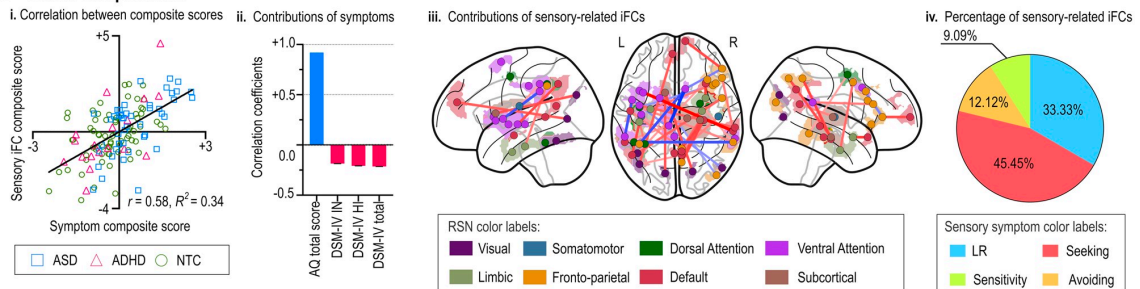 i. Correlation between composite scores
Sensory iFC composite score
+5
-3
+3
-4
r = 0.58, R² = 0.34
Symptom composite score
ASD ADHD NTC
ii. Contributions of symptoms
Correlation coefficients
+1.0
+0.5
0.0
-0.5
AQ total score
DSM-IV IN
DSM-IV HI
DSM-IV total
iii. Contributions of sensory-related iFCs
L R
RSN color labels:
Visual Somatomotor Dorsal Attention Ventral Attention
Limbic Fronto-parietal Default Subcortical
iv. Percentage of sensory-related iFCs
9.09%
12.12%
33.33%
45.45%
Sensory symptom color labels:
LR Seeking
Sensitivity Avoiding